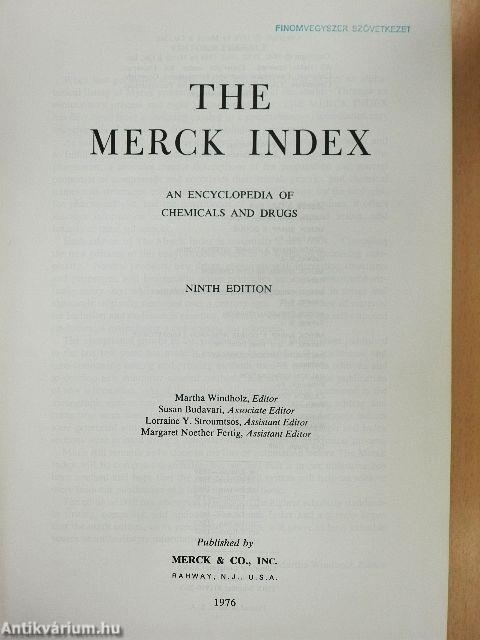 FINOMVEGYSZER SZÖVETKEZET
THE
MERCK INDEX
AN ENCYCLOPEDIA OF
CHEMICALS AND DRUGS
NINTH EDITION
Martha Windholz, Editor
Susan Budavari, Associate Editor
Lorraine Y. Stroumtsos, Assistant Editor
Margaret Noether Fertig, Assistant Editor
Published by
MERCK & CO., INC.
RAHWAY, N.J., U.S.A.
1976
Antikvárium.hu